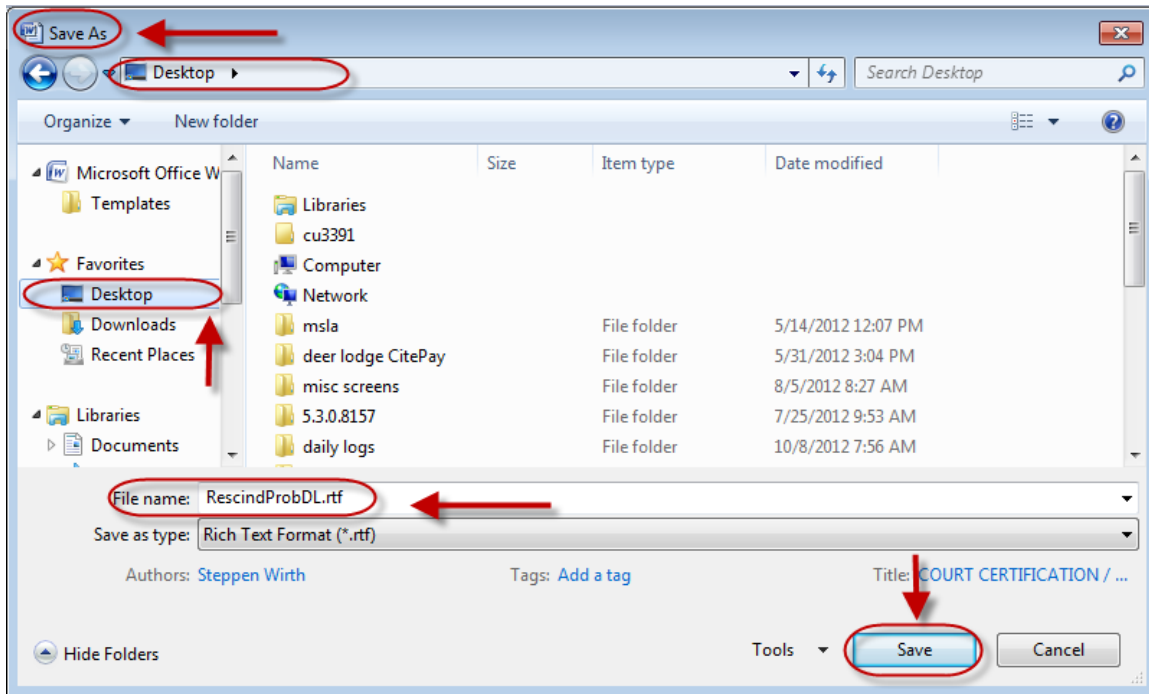 Save As
Desktop
Search Desktop
Organize
New folder
Name Size Item type Date modified
Microsoft Office W
Templates
Favorites
Desktop
Downloads
Recent Places
Libraries
Documents
Libraries
cu3391
Computer
Network
msla File folder 5/14/2012 12:07 PM
deer lodge CitePay File folder 5/31/2012 3:04 PM
misc screens File folder 8/5/2012 8:27 AM
5.3.0.8157 File folder 7/25/2012 9:53 AM
daily logs File folder 10/8/2012 7:56 AM
File name: RescindProbDL.rtf
Save as type: Rich Text Format (*.rtf)
Authors: Steppen Wirth Tags: Add a tag Title: COURT CERTIFICATION / ...
Hide Folders Tools Save Cancel